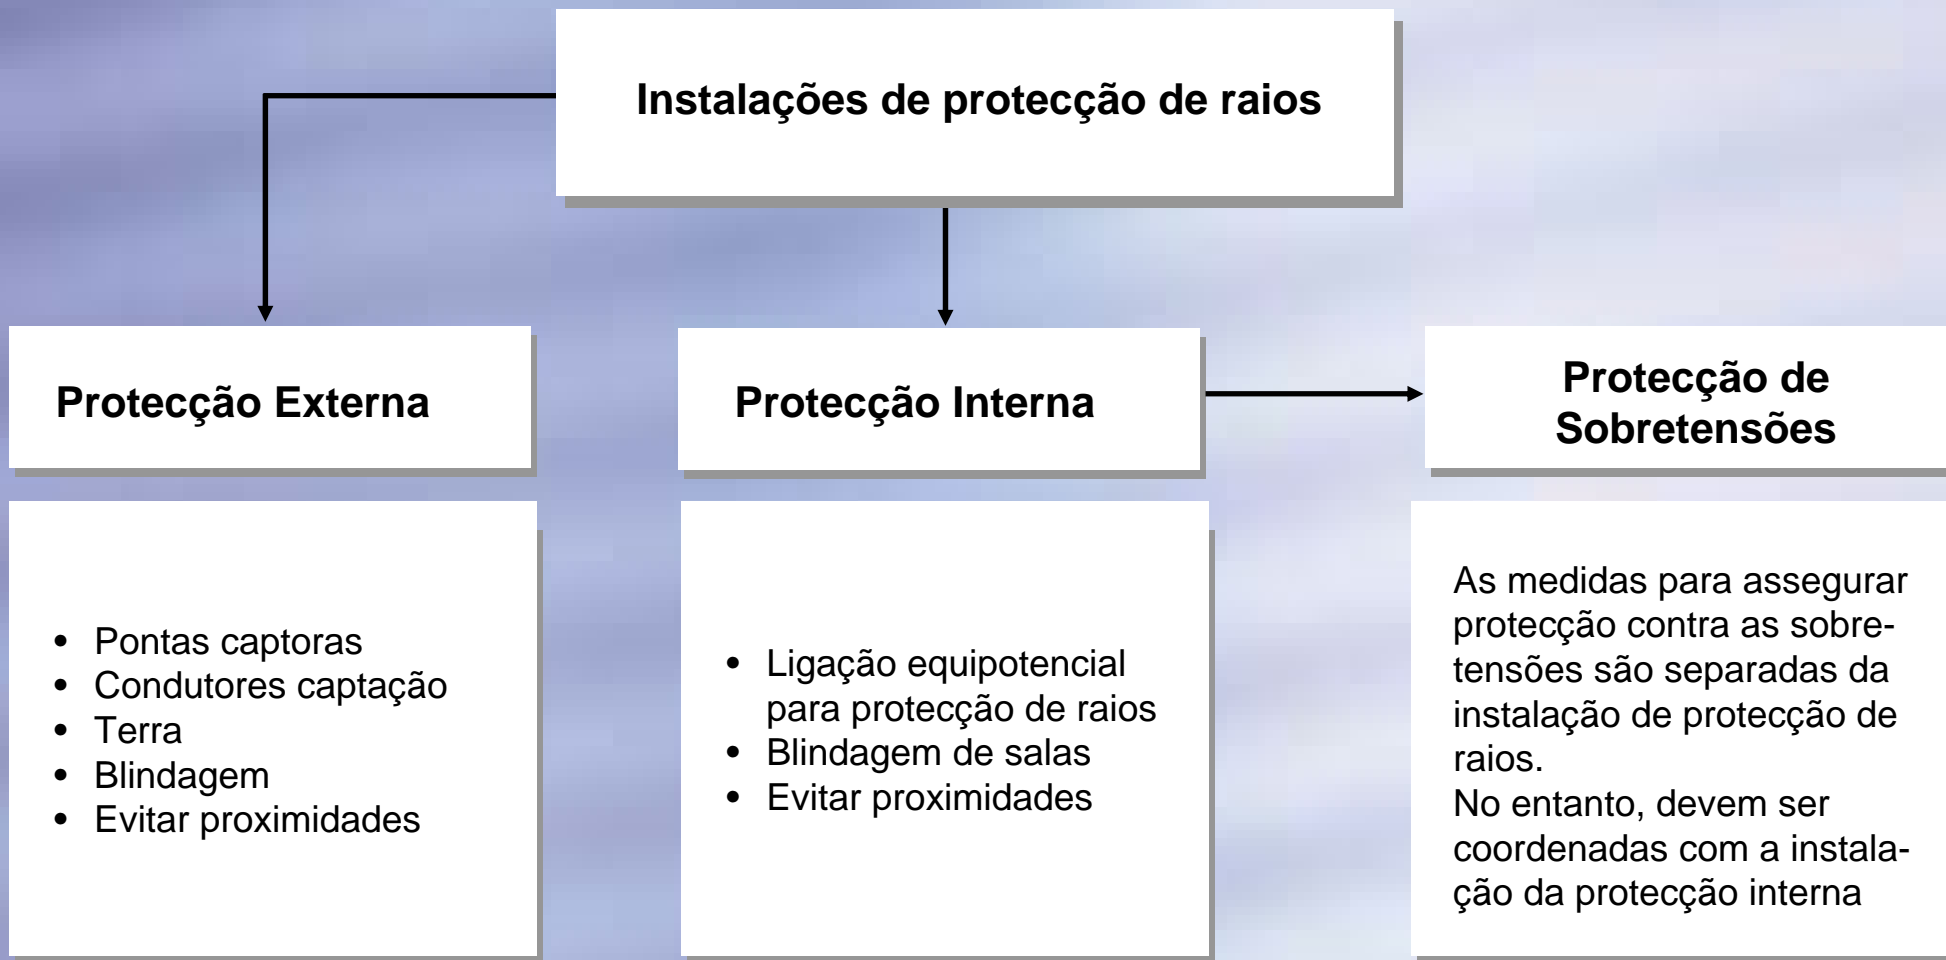 Instalações de protecção de raios
Protecção Externa
Protecção Interna
Protecção de
Sobretensões
• Pontas captoras
• Condutores captação
• Terra
• Blindagem
• Evitar proximidades
• Ligação equipotencial
para protecção de raios
• Blindagem de salas
• Evitar proximidades
As medidas para assegurar
protecção contra as sobre-
tensões são separadas da
instalação de protecção de
raios.
No entanto, devem ser
coordenadas com a instala-
ção da protecção interna